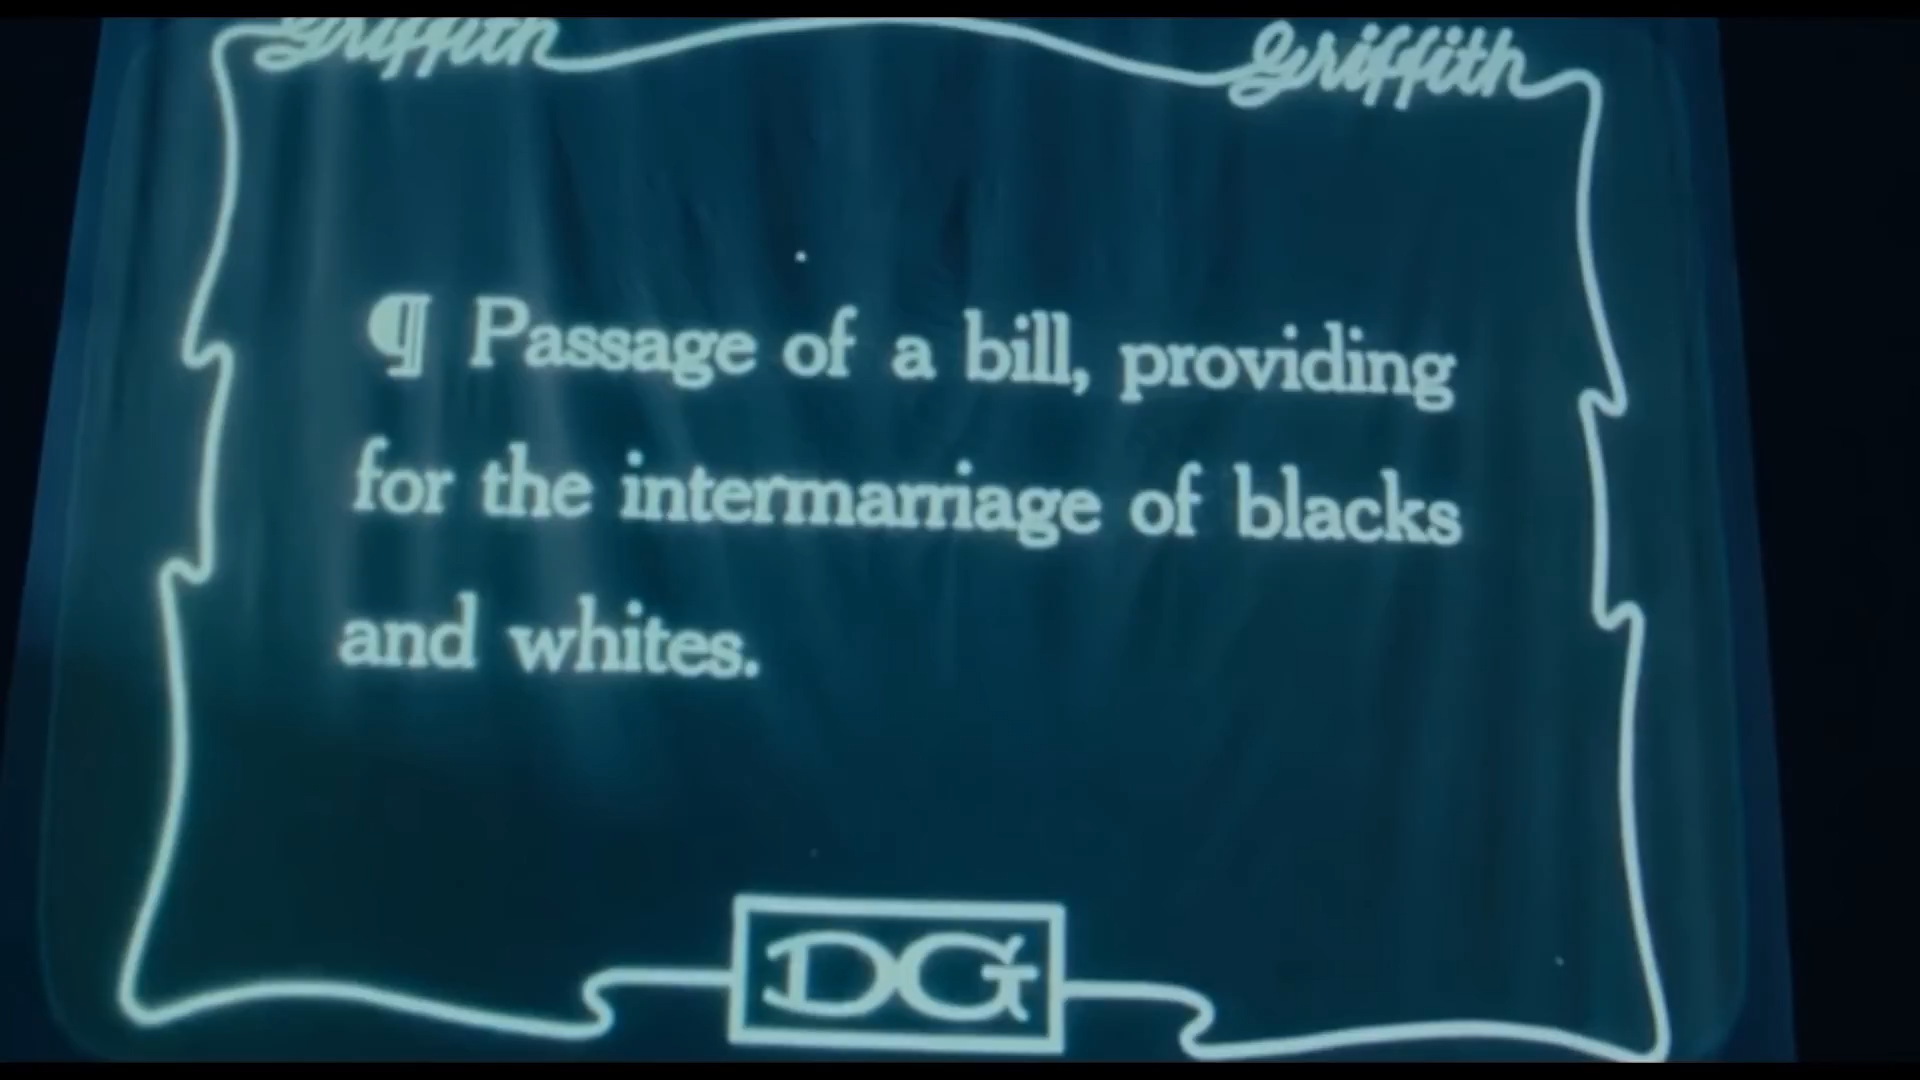 Griffith Griffith
¶ Passage of a bill, providing
for the intermarriage of blacks
and whites.
DG